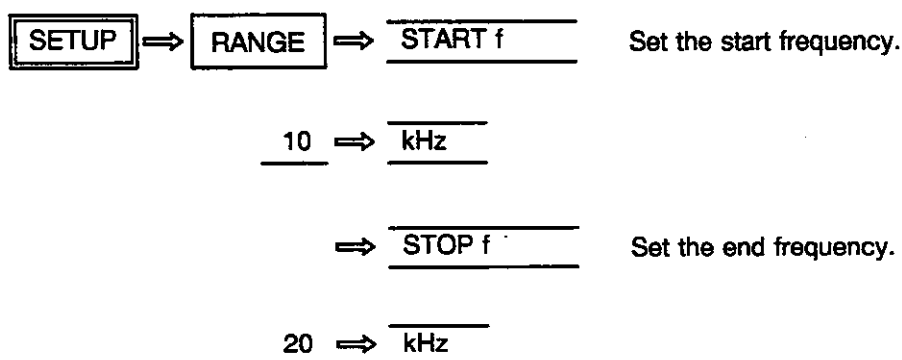 SETUP ⇒ RANGE ⇒ START f Set the start frequency.
10 ⇒ kHz
⇒ STOP f Set the end frequency.
20 ⇒ kHz